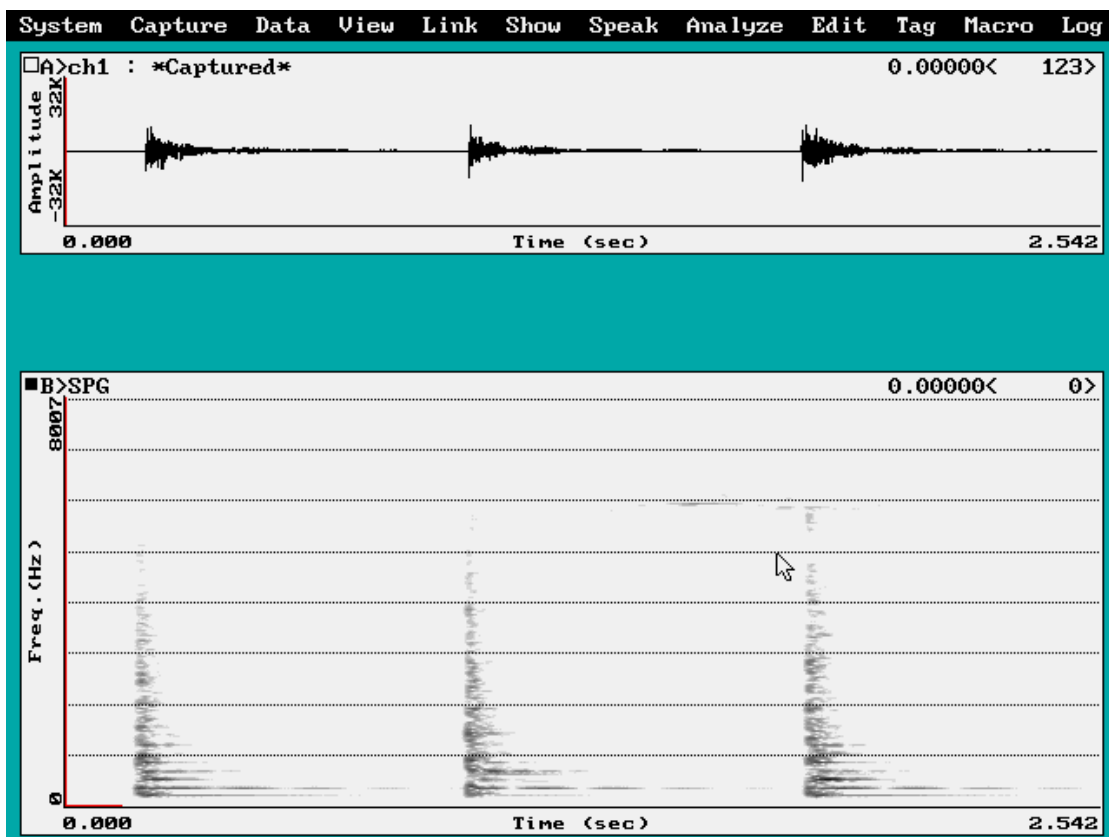 System Capture Data View Link Show Speak Analyze Edit Tag Macro Log
□A>ch1 : *Captured* 0.00000< 123>
Amplitude
-32K 32K
0.000 Time (sec) 2.542
■B>SPG 0.00000< 0>
8007
Freq.(Hz)
0
0.000 Time (sec) 2.542